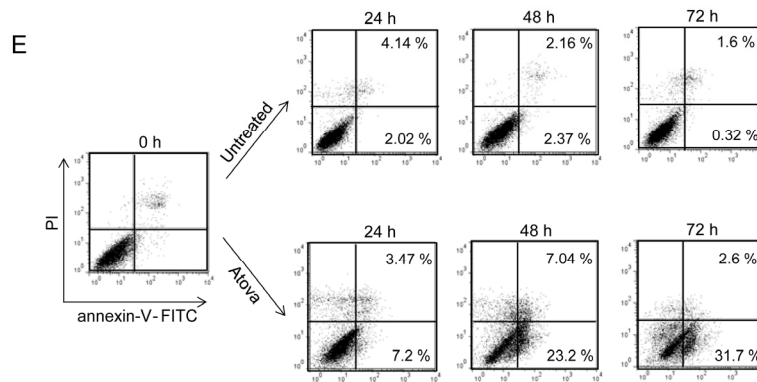 E
24 h
48 h
72 h
4.14 %
2.16 %
1.6 %
Untreated
2.02 %
2.37 %
0.32 %
0 h
PI
annexin-V-FITC
Atova
24 h
48 h
72 h
3.47 %
7.04 %
2.6 %
7.2 %
23.2 %
31.7 %